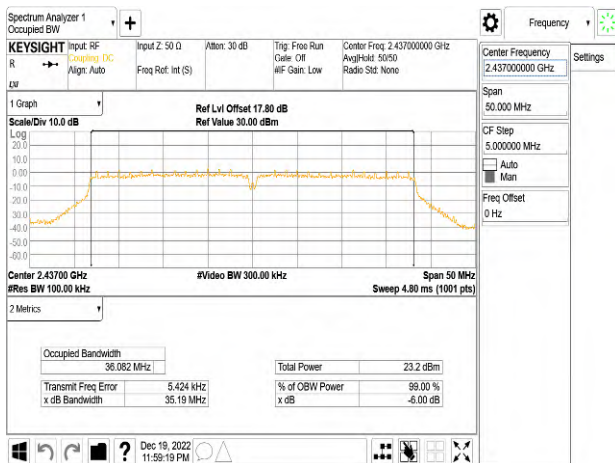 Spectrum Analyzer 1
Occupied BW
Frequency
KEYSIGHT
R
Input: RF
Coupling: DC
Align: Auto
Input Z: 50 Ω
Freq Ref: Int (S)
Atten: 30 dB
Trig: Free Run
Gate: Off
#IF Gain: Low
Center Freq: 2.437000000 GHz
Avg|Hold: 50/50
Radio Std: None
Center Frequency
2.437000000 GHz
Settings
Span
50.000 MHz
CF Step
5.000000 MHz
Auto
Man
Freq Offset
0 Hz
1 Graph
Scale/Div 10.0 dB
Ref Lvl Offset 17.80 dB
Ref Value 30.00 dBm
Log
20.0
10.0
0.00
-10.0
-20.0
-30.0
-40.0
-50.0
-60.0
Center 2.43700 GHz
#Video BW 300.00 kHz
Span 50 MHz
#Res BW 100.00 kHz
Sweep 4.80 ms (1001 pts)
2 Metrics
Occupied Bandwidth
36.082 MHz
Total Power 23.2 dBm
Transmit Freq Error 5.424 kHz
% of OBW Power 99.00 %
x dB Bandwidth 35.19 MHz
x dB -6.00 dB
Dec 19, 2022
11:59:19 PM